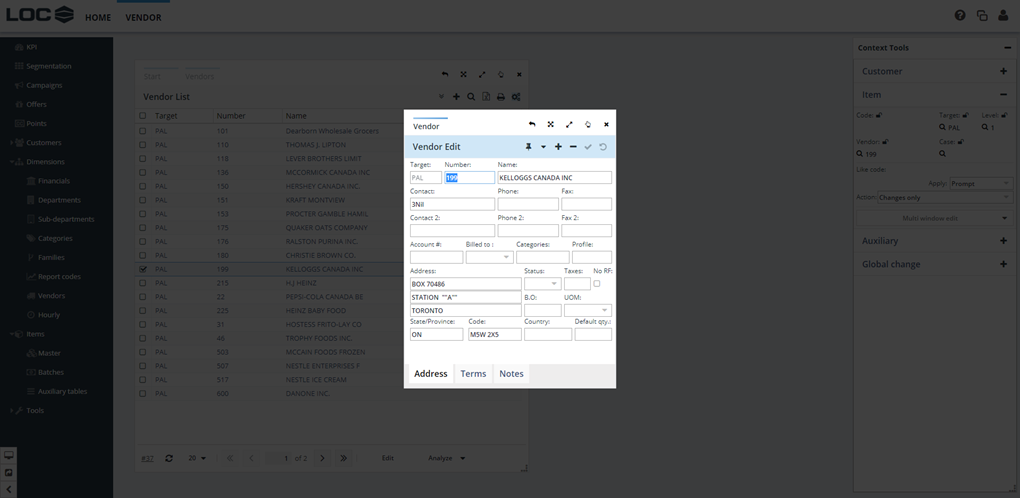 LOC
HOME
VENDOR
KPI
Segmentation
Campaigns
Offers
Points
Customers
Dimensions
Financials
Departments
Sub-departments
Categories
Families
Report codes
Vendors
Hourly
Items
Master
Batches
Auxiliary tables
Tools
Start
Vendors
Vendor List
Target Number Name
PAL 101 Dearborn Wholesale Grocers
PAL 110 THOMAS J. LIPTON
PAL 118 LEVER BROTHERS LIMIT
PAL 136 MCCORMICK CANADA INC
PAL 150 HERSHEY CANADA INC.
PAL 151 KRAFT MONTVIEW
PAL 153 PROCTER GAMBLE HAMIL
PAL 175 QUAKER OATS COMPANY
PAL 176 RALSTON PURINA INC.
PAL 180 CHRISTIE BROWN CO.
PAL 199 KELLOGGS CANADA INC
PAL 215 H.J HEINZ
PAL 22 PEPSI-COLA CANADA BE
PAL 225 HEINZ BABY FOOD
PAL 31 HOSTESS FRITO-LAY CO
PAL 46 TROPHY FOODS INC.
PAL 503 MCCAIN FOODS FROZEN
PAL 507 NESTLE ENTERPRISES F
PAL 517 NESTLE ICE CREAM
PAL 600 DANONE INC.
#37
20
1 of 2
Edit
Analyze
Vendor
Vendor Edit
Target: Number: Name:
PAL 199 KELLOGGS CANADA INC
Contact: Phone: Fax:
3Nil
Contact 2: Phone 2: Fax 2:
Account #: Billed to : Categories: Profile:
Address: Status: Taxes: No RF:
BOX 70486
STATION ""A""
B.O: UOM:
TORONTO
State/Province: Code: Country: Default qty.:
ON M5W 2X5
Address
Terms
Notes
Context Tools
Customer
Item
Code: Target: Level:
PAL 1
Vendor: Case:
199
Like code:
Apply: Prompt
Action: Changes only
Multi window edit
Auxiliary
Global change